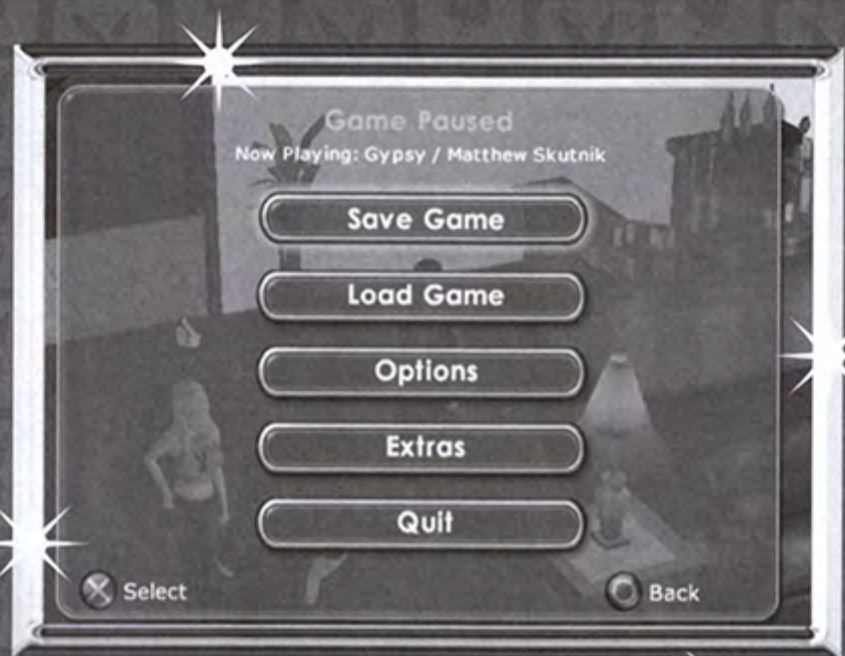 Game Paused
Now Playing: Gypsy / Matthew Skutnik
Save Game
Load Game
Options
Extras
Quit
Select
Back